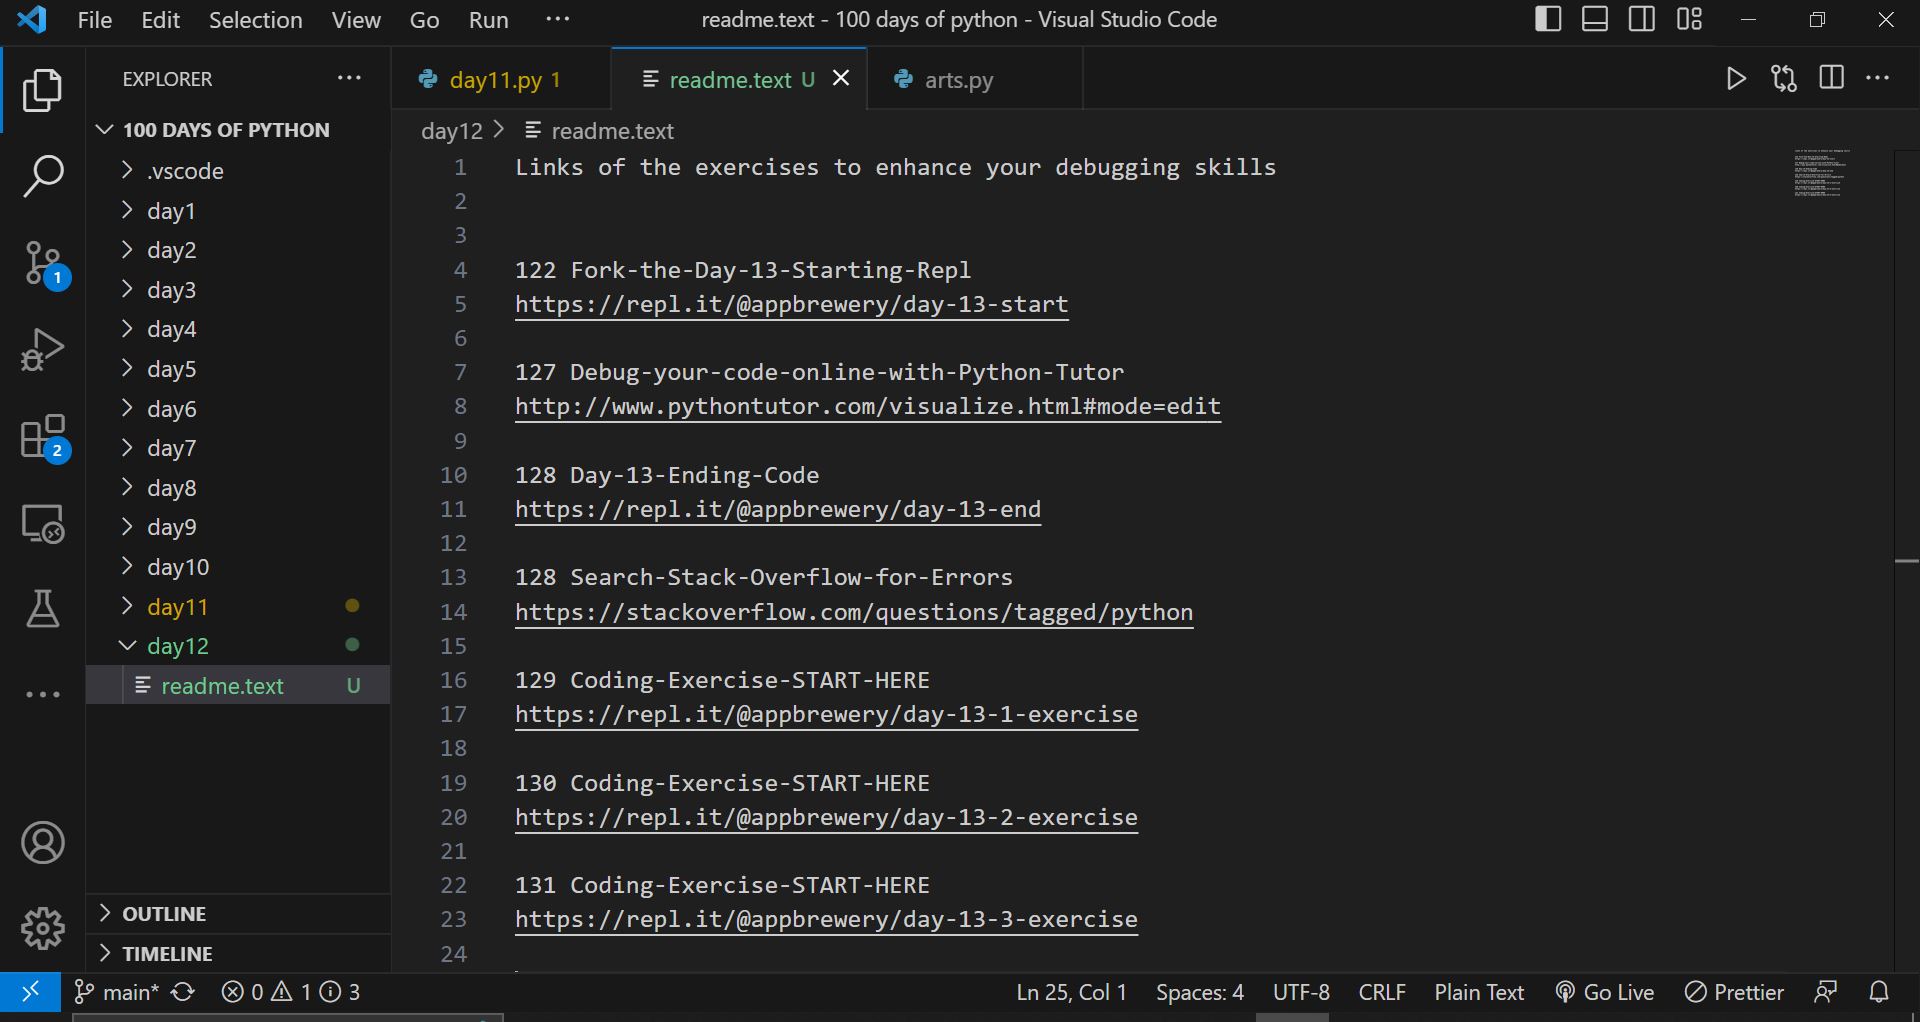 File Edit Selection View Go Run ··· readme.text - 100 days of python - Visual Studio Code
EXPLORER ···
day11.py 1 readme.text U arts.py
100 DAYS OF PYTHON
.vscode
day1
day2
day3
day4
day5
day6
day7
day8
day9
day10
day11
day12
readme.text U
OUTLINE
TIMELINE
1
2
day12 > readme.text
1 Links of the exercises to enhance your debugging skills
2
3
4 122 Fork-the-Day-13-Starting-Repl
5 https://repl.it/@appbrewery/day-13-start
6
7 127 Debug-your-code-online-with-Python-Tutor
8 http://www.pythontutor.com/visualize.html#mode=edit
9
10 128 Day-13-Ending-Code
11 https://repl.it/@appbrewery/day-13-end
12
13 128 Search-Stack-Overflow-for-Errors
14 https://stackoverflow.com/questions/tagged/python
15
16 129 Coding-Exercise-START-HERE
17 https://repl.it/@appbrewery/day-13-1-exercise
18
19 130 Coding-Exercise-START-HERE
20 https://repl.it/@appbrewery/day-13-2-exercise
21
22 131 Coding-Exercise-START-HERE
23 https://repl.it/@appbrewery/day-13-3-exercise
24
main* 0 1 3 Ln 25, Col 1 Spaces: 4 UTF-8 CRLF Plain Text Go Live Prettier